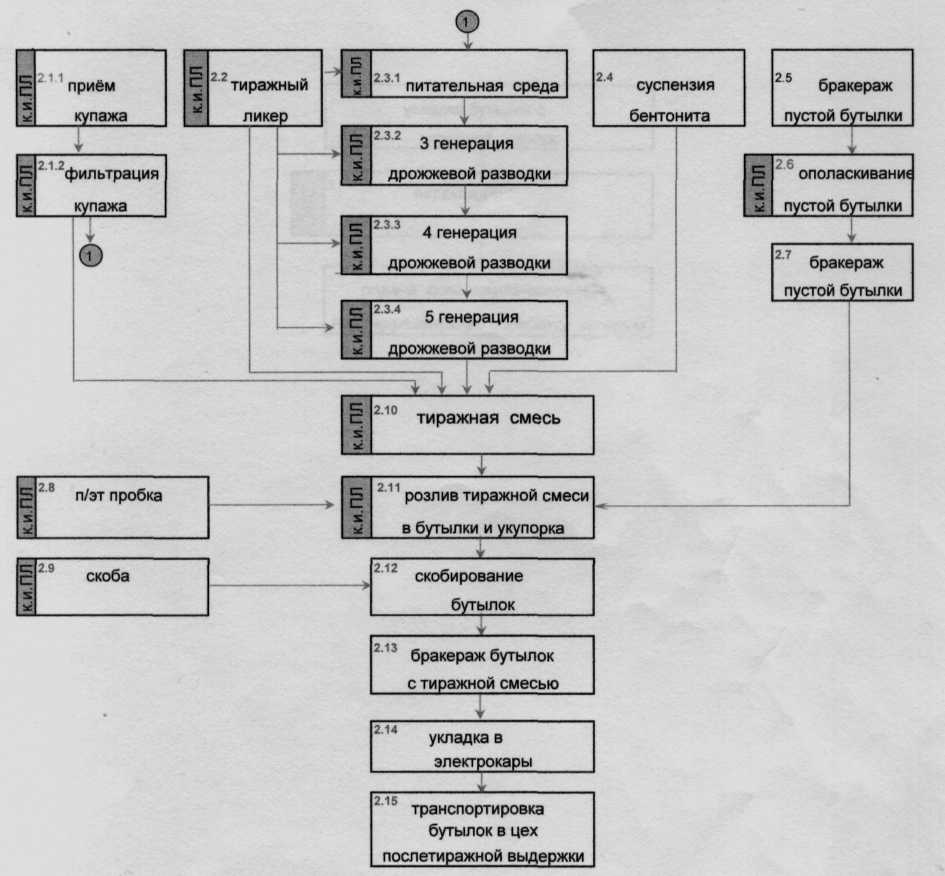 1
к.и.ПЛ
2.1.1
приём
купажа
к.и.ПЛ
2.2
тиражный
ликер
к.и.ПЛ
2.3.1
питательная среда
2.4
суспензия
бентонита
2.5
бракераж
пустой бутылки
к.и.ПЛ
2.3.2
3 генерация
дрожжевой разводки
к.и.ПЛ
2.1.2
фильтрация
купажа
к.и.ПЛ
2.6
ополаскивание
пустой бутылки
1
к.и.ПЛ
2.3.3
4 генерация
дрожжевой разводки
2.7
бракераж
пустой бутылки
к.и.ПЛ
2.3.4
5 генерация
дрожжевой разводки
к.и.ПЛ
2.10
тиражная смесь
к.и.ПЛ
2.8
п/эт пробка
к.и.ПЛ
2.11
розлив тиражной смеси
в бутылки и укупорка
к.и.ПЛ
2.9
скоба
2.12
скобирование
бутылок
2.13
бракераж бутылок
с тиражной смесью
2.14
укладка в
электрокары
2.15
транспортировка
бутылок в цех
послетиражной выдержки